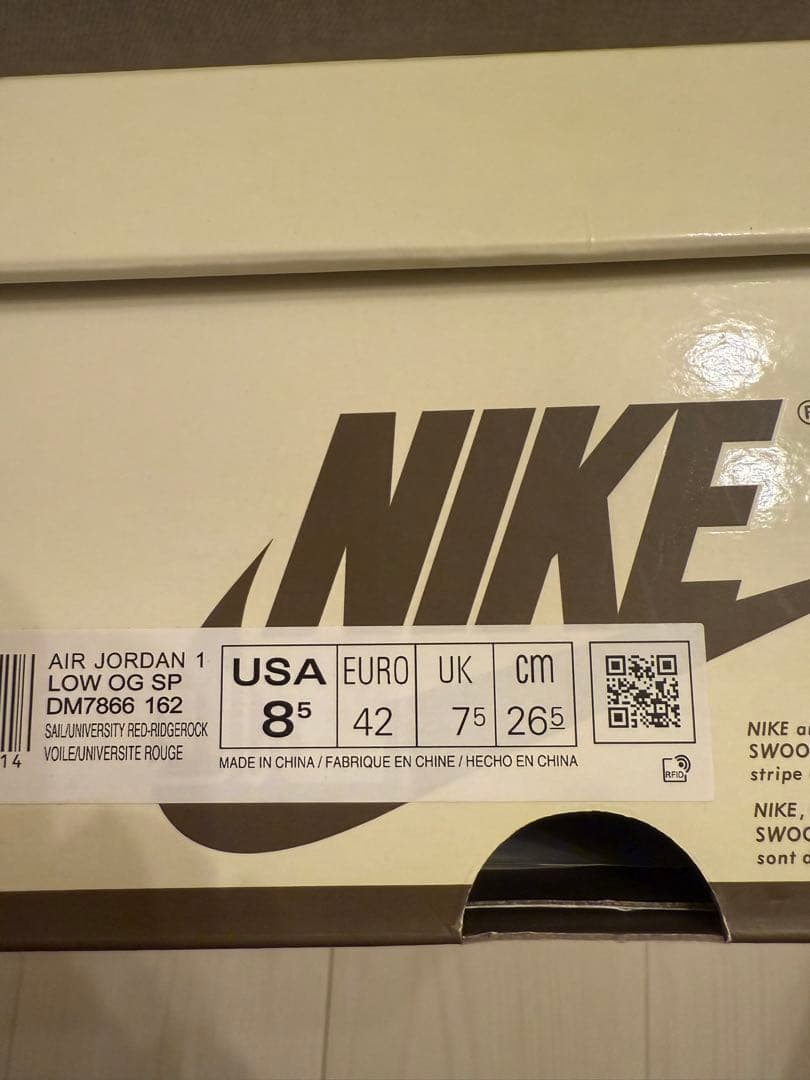 NIKE®
AIR JORDAN 1
LOW OG SP
DM7866 162
SAIL/UNIVERSITY RED-RIDGEROCK
VOILE/UNIVERSITE ROUGE
14
USA EURO UK cm
8⁵ 42 7⁵ 26⁵
MADE IN CHINA / FABRIQUE EN CHINE / HECHO EN CHINA
RFID
NIKE
SWOO
stripe
NIKE,
SWOO
sont